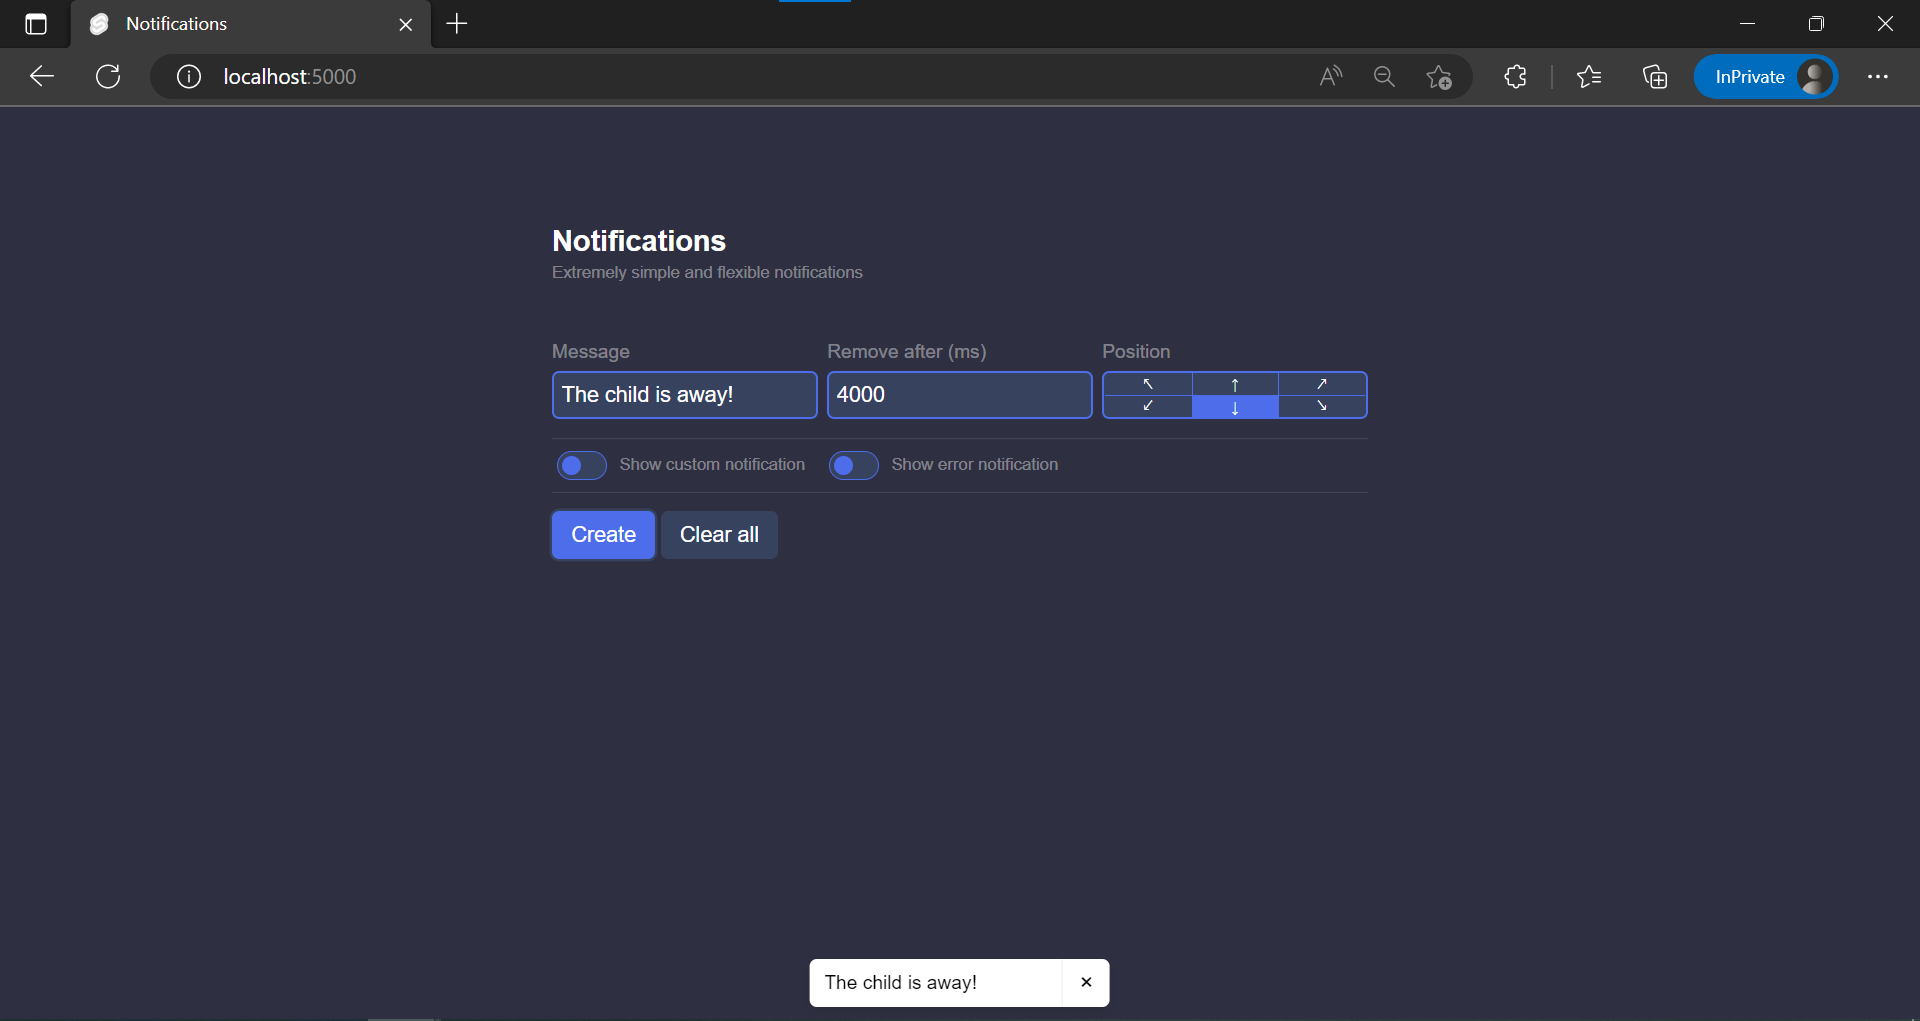 Notifications
localhost:5000
InPrivate
Notifications
Extremely simple and flexible notifications
Message
Remove after (ms)
Position
The child is away!
4000
↖ ↑ ↗
↙ ↓ ↘
Show custom notification
Show error notification
Create
Clear all
The child is away!